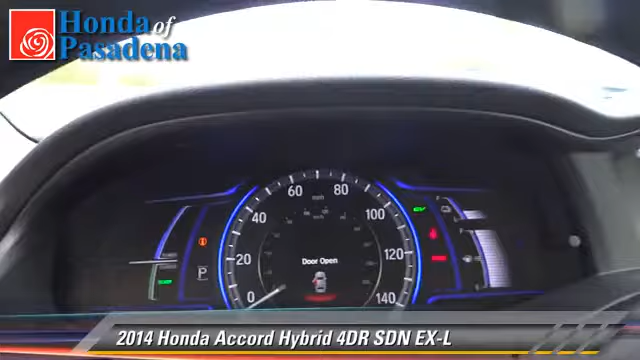 Honda of
Pasadena
60 80
40 100
20 120
0 140
Door Open
P
2014 Honda Accord Hybrid 4DR SDN EX-L